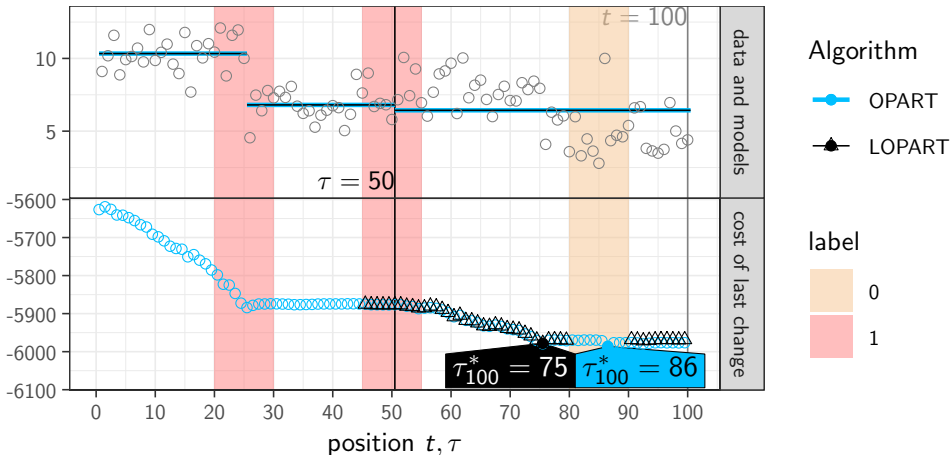 t = 100
10
5
data and models
τ = 50
-5600
-5700
-5800
-5900
-6000
-6100
cost of last change
τ*100 = 75
τ*100 = 86
0 10 20 30 40 50 60 70 80 90 100
position t, τ
Algorithm
OPART
LOPART
label
0
1